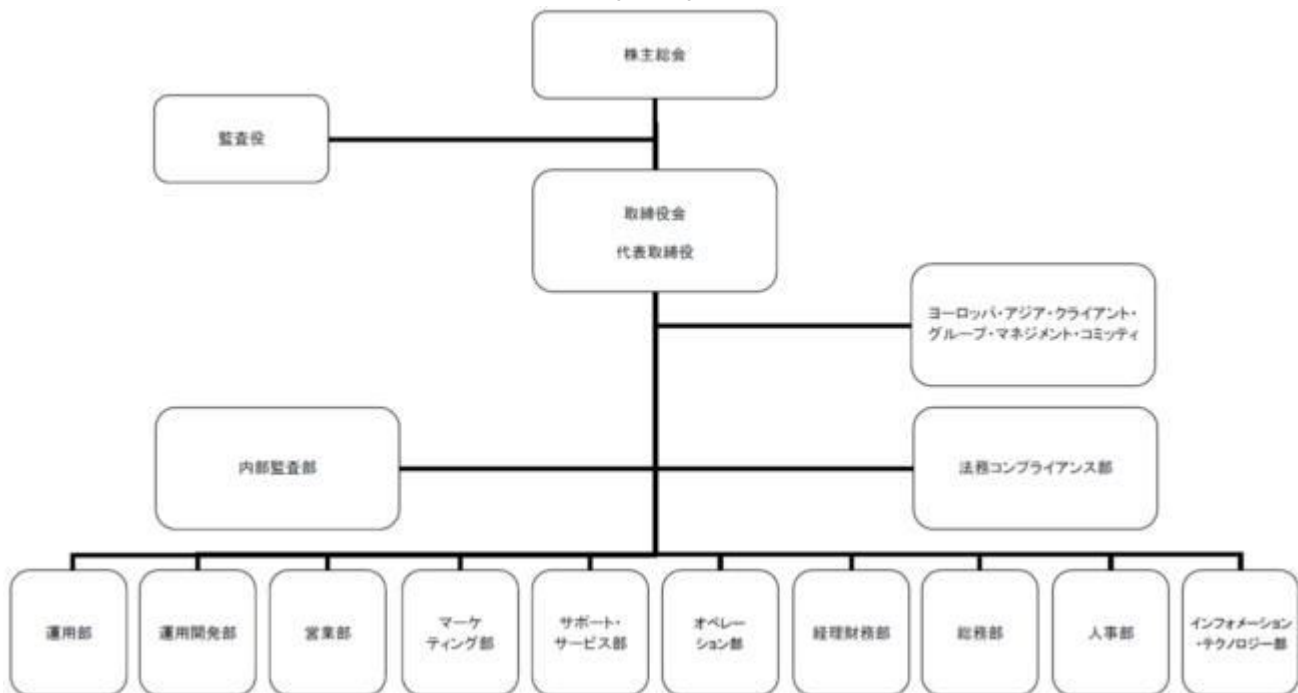 株主総会
監査役
取締役会
代表取締役
ヨーロッパ・アジア・クライアント・
グループ・マネジメント・コミッティ
内部監査部
法務コンプライアンス部
運用部
運用開発部
営業部
マーケ
ティング部
サポート・
サービス部
オペレー
ション部
経理財務部
総務部
人事部
インフォメーション
・テクノロジー部